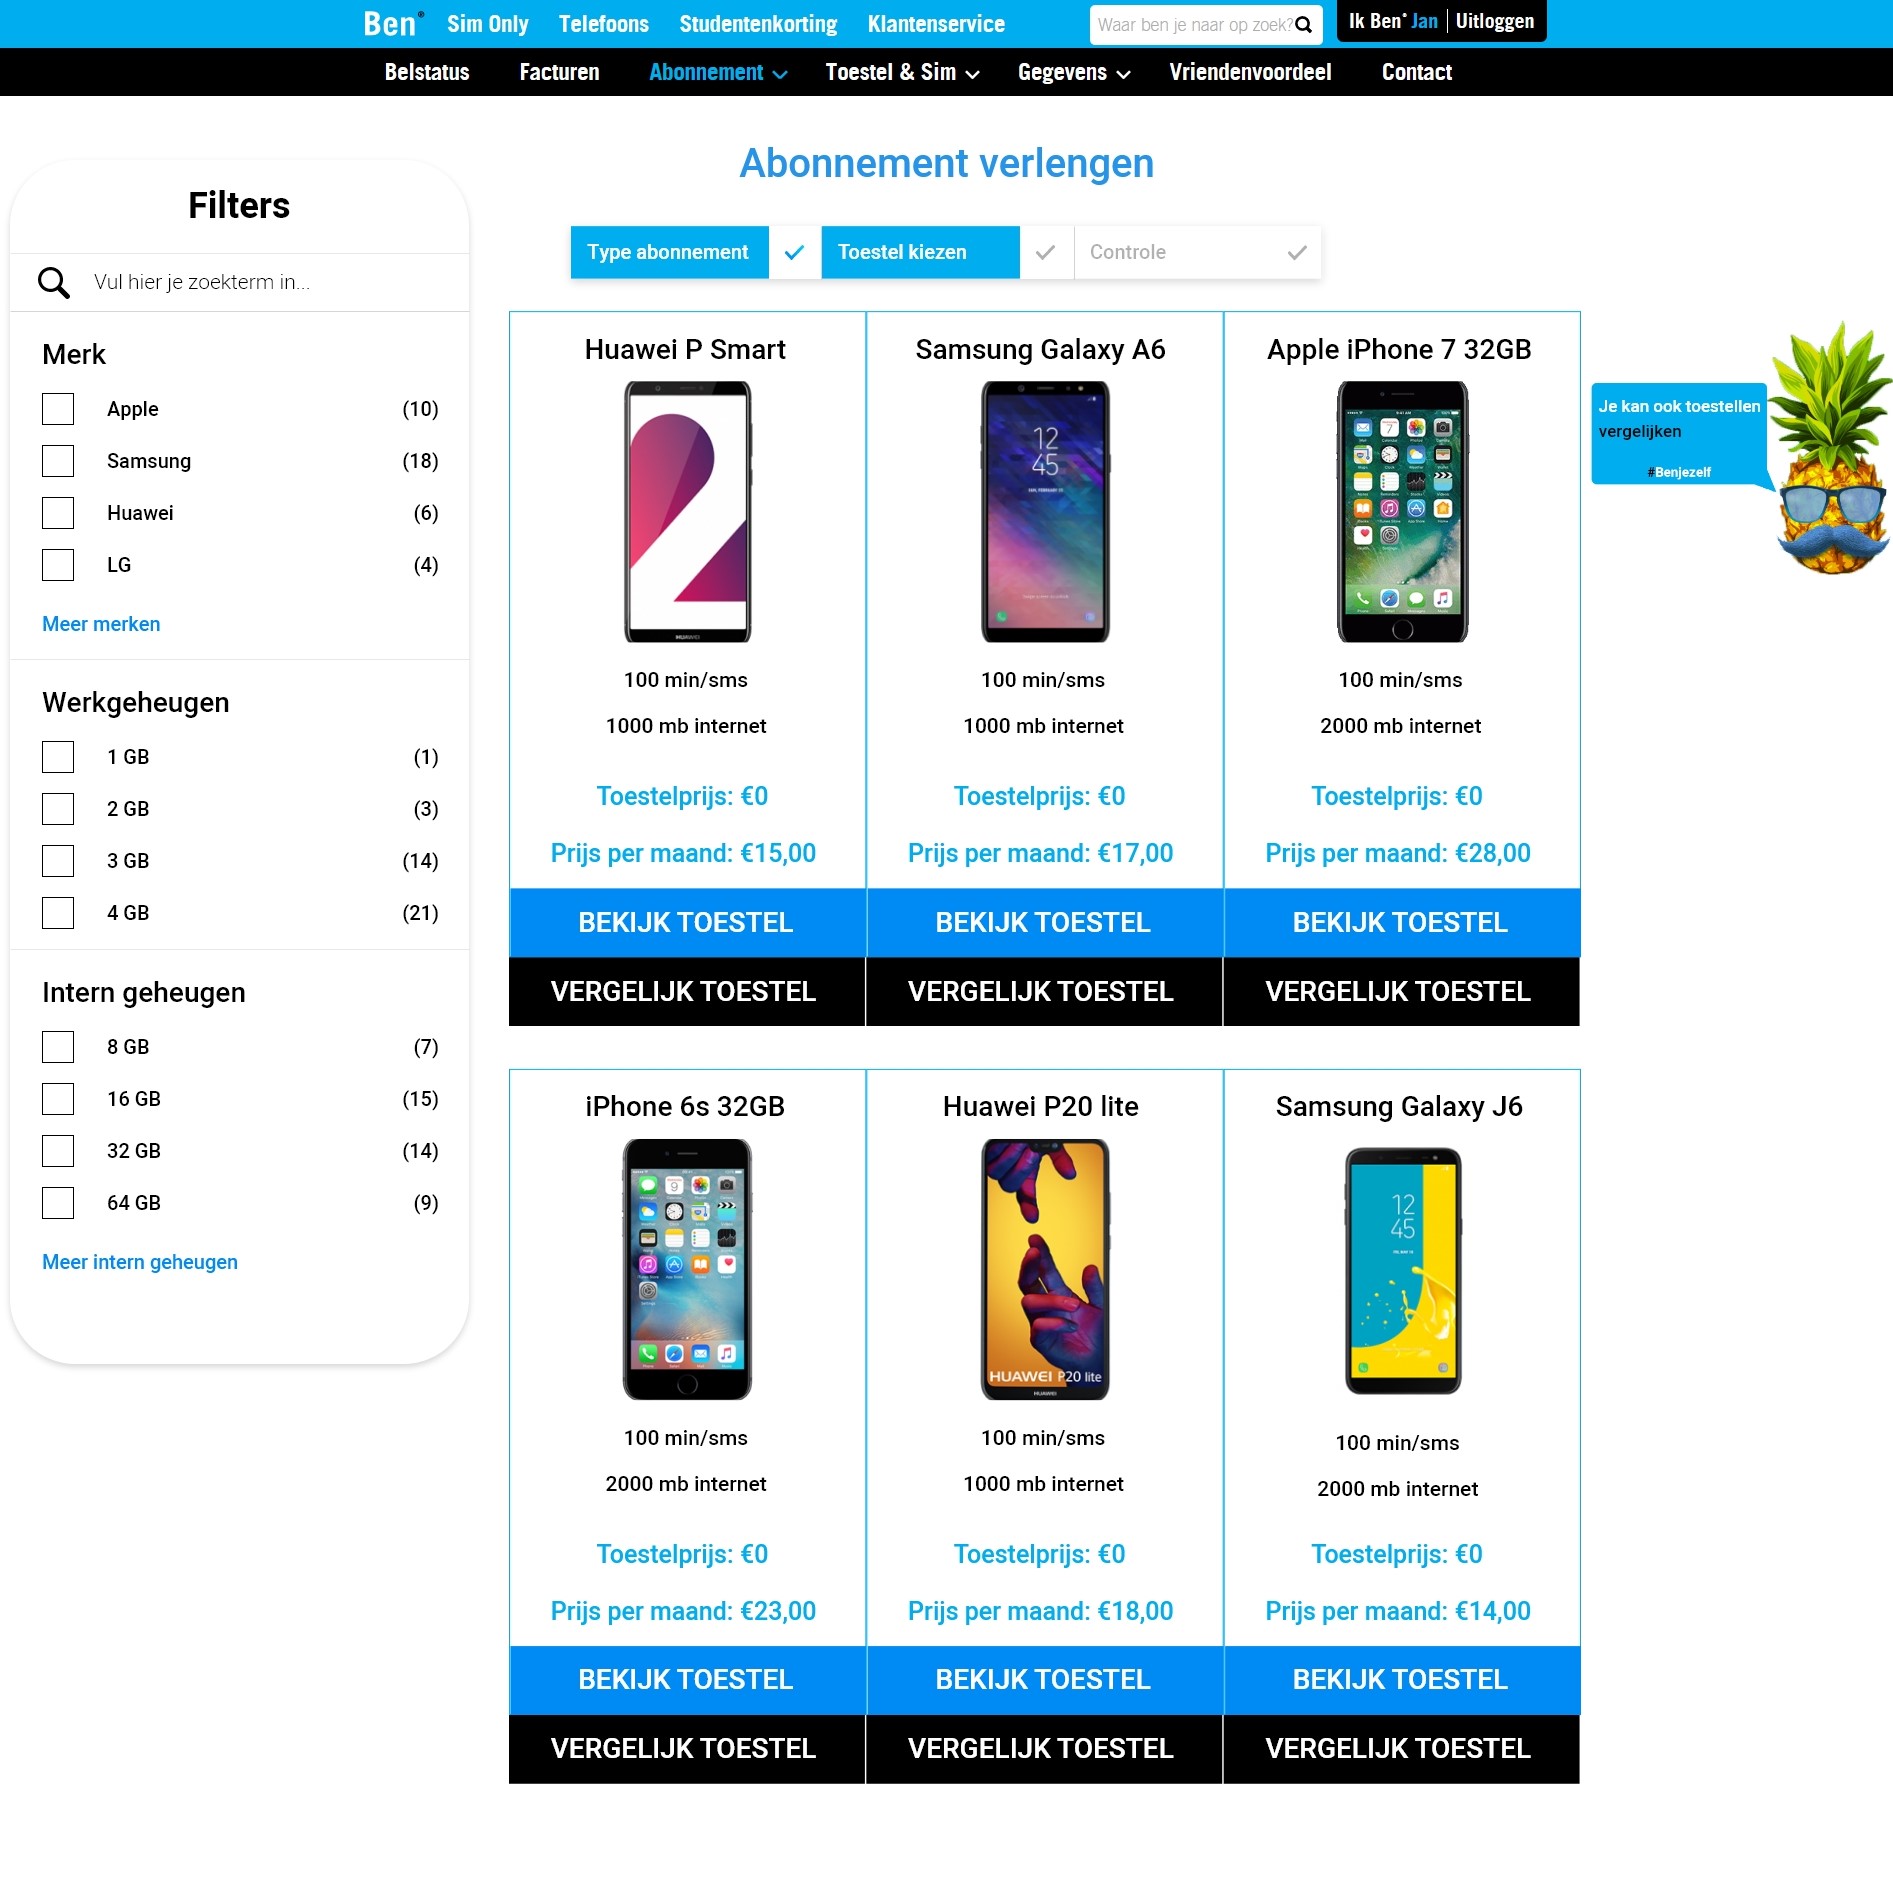 Ben® Sim Only Telefoons Studentenkorting Klantenservice Waar ben je naar op zoek? Ik Ben® Jan Uitloggen
Belstatus Facturen Abonnement Toestel & Sim Gegevens Vriendenvoordeel Contact
Abonnement verlengen
Type abonnement Toestel kiezen Controle
Filters
Vul hier je zoekterm in...
Merk
Apple (10)
Samsung (18)
Huawei (6)
LG (4)
Meer merken
Werkgeheugen
1 GB (1)
2 GB (3)
3 GB (14)
4 GB (21)
Intern geheugen
8 GB (7)
16 GB (15)
32 GB (14)
64 GB (9)
Meer intern geheugen
Huawei P Smart
HUAWEI
100 min/sms
1000 mb internet
Toestelprijs: €0
Prijs per maand: €15,00
BEKIJK TOESTEL
VERGELIJK TOESTEL
Samsung Galaxy A6
12
45
100 min/sms
1000 mb internet
Toestelprijs: €0
Prijs per maand: €17,00
BEKIJK TOESTEL
VERGELIJK TOESTEL
Apple iPhone 7 32GB
100 min/sms
2000 mb internet
Toestelprijs: €0
Prijs per maand: €28,00
BEKIJK TOESTEL
VERGELIJK TOESTEL
Je kan ook toestellen
vergelijken
#Benjezelf
iPhone 6s 32GB
100 min/sms
2000 mb internet
Toestelprijs: €0
Prijs per maand: €23,00
BEKIJK TOESTEL
VERGELIJK TOESTEL
Huawei P20 lite
HUAWEI P20 lite
HUAWEI
100 min/sms
1000 mb internet
Toestelprijs: €0
Prijs per maand: €18,00
BEKIJK TOESTEL
VERGELIJK TOESTEL
Samsung Galaxy J6
12
45
100 min/sms
2000 mb internet
Toestelprijs: €0
Prijs per maand: €14,00
BEKIJK TOESTEL
VERGELIJK TOESTEL